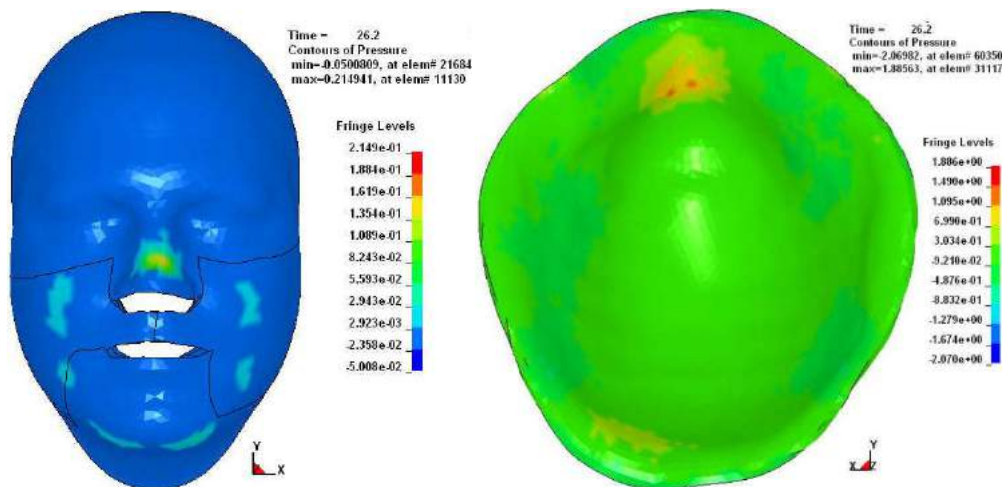 Time = 26.2
Contours of Pressure
min=-0.0500809, at elem# 21684
max=0.214941, at elem# 11130
Fringe Levels
2.149e-01
1.884e-01
1.619e-01
1.354e-01
1.089e-01
8.243e-02
5.593e-02
2.943e-02
2.923e-03
-2.358e-02
-5.008e-02
Y
X
Time = 26.2
Contours of Pressure
min=-2.06982, at elem# 60350
max=1.88563, at elem# 31117
Fringe Levels
1.886e+00
1.490e+00
1.095e+00
6.990e-01
3.034e-01
-9.210e-02
-4.876e-01
-8.832e-01
-1.279e+00
-1.674e+00
-2.070e+00
Y
X Z